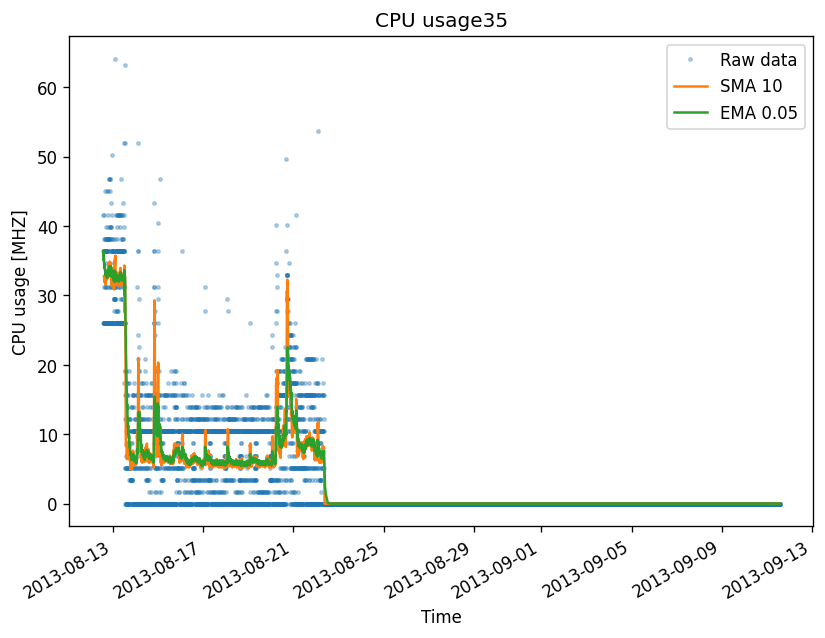 CPU usage35
Raw data
SMA 10
EMA 0.05
CPU usage [MHZ]
60
50
40
30
20
10
0
2013-08-13
2013-08-17
2013-08-21
2013-08-25
2013-08-29
2013-09-01
2013-09-05
2013-09-09
2013-09-13
Time